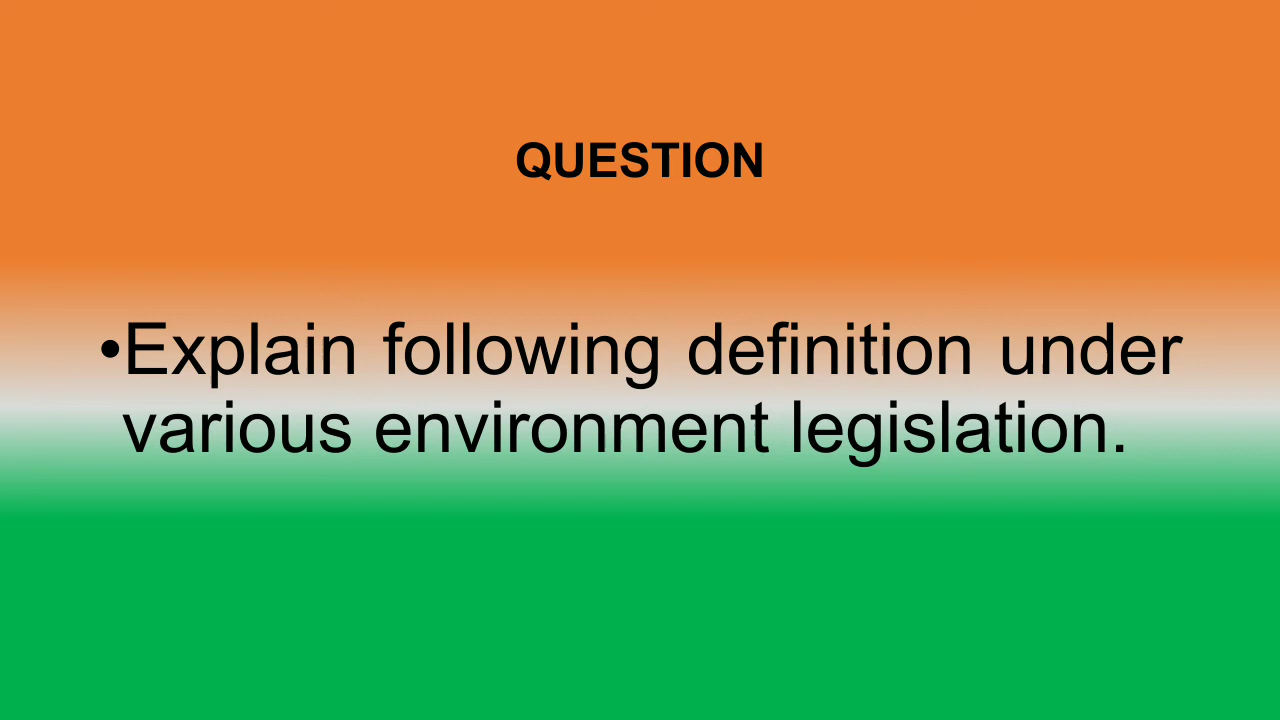 QUESTION
•Explain following definition under
various environment legislation.